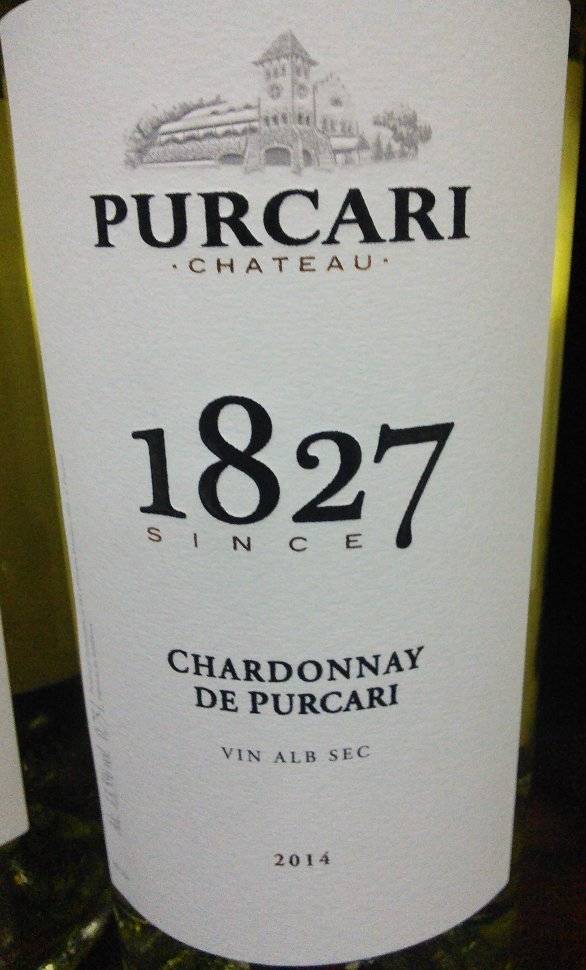 PURCARI
·CHATEAU·
1827
SINCE
CHARDONNAY
DE PURCARI
VIN ALB SEC
2014